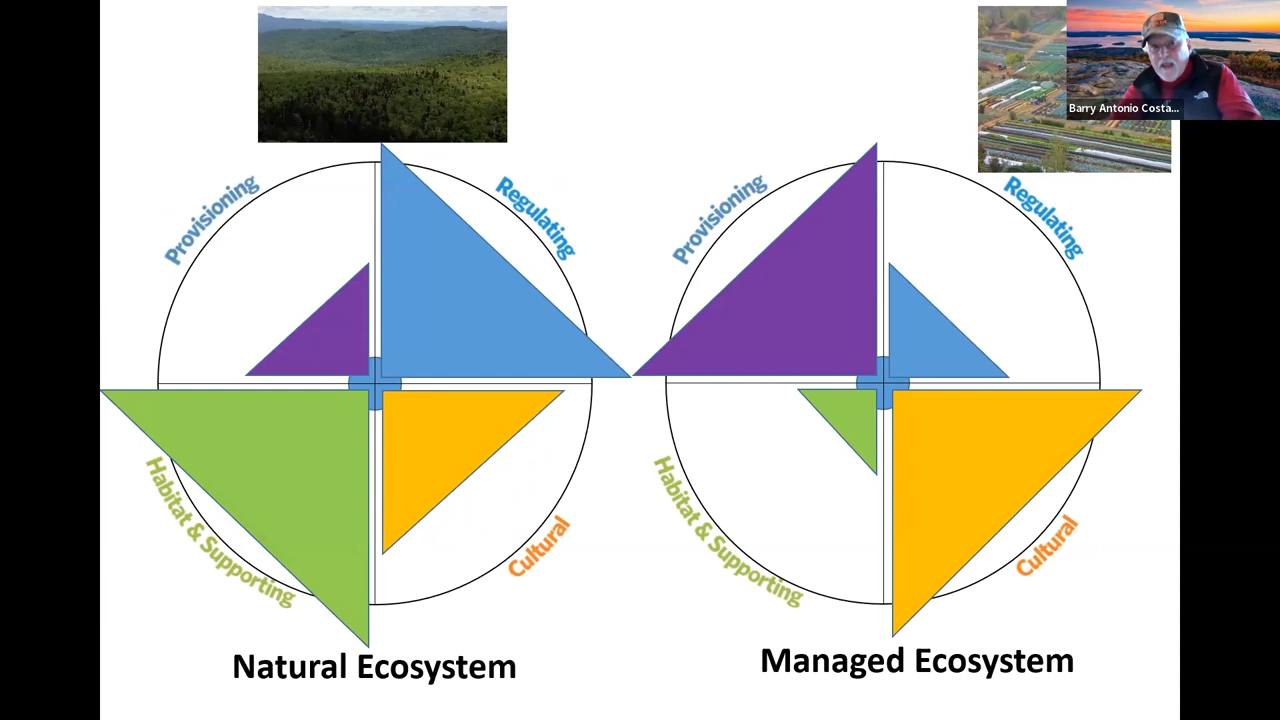 Barry Antonio Costa...
Provisioning
Regulating
Provisioning
Regulating
Habitat & Supporting
Cultural
Habitat & Supporting
Cultural
Natural Ecosystem
Managed Ecosystem